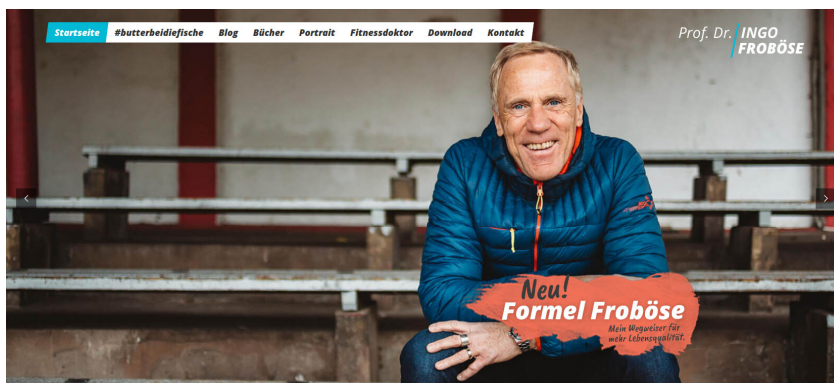 Startseite #butterbeidiefische Blog Bücher Portrait Fitnessdoktor Download Kontakt
Prof. Dr. INGO
FROBÖSE
Neu!
Formel Froböse
Mein Wegweiser für
mehr Lebensqualität.